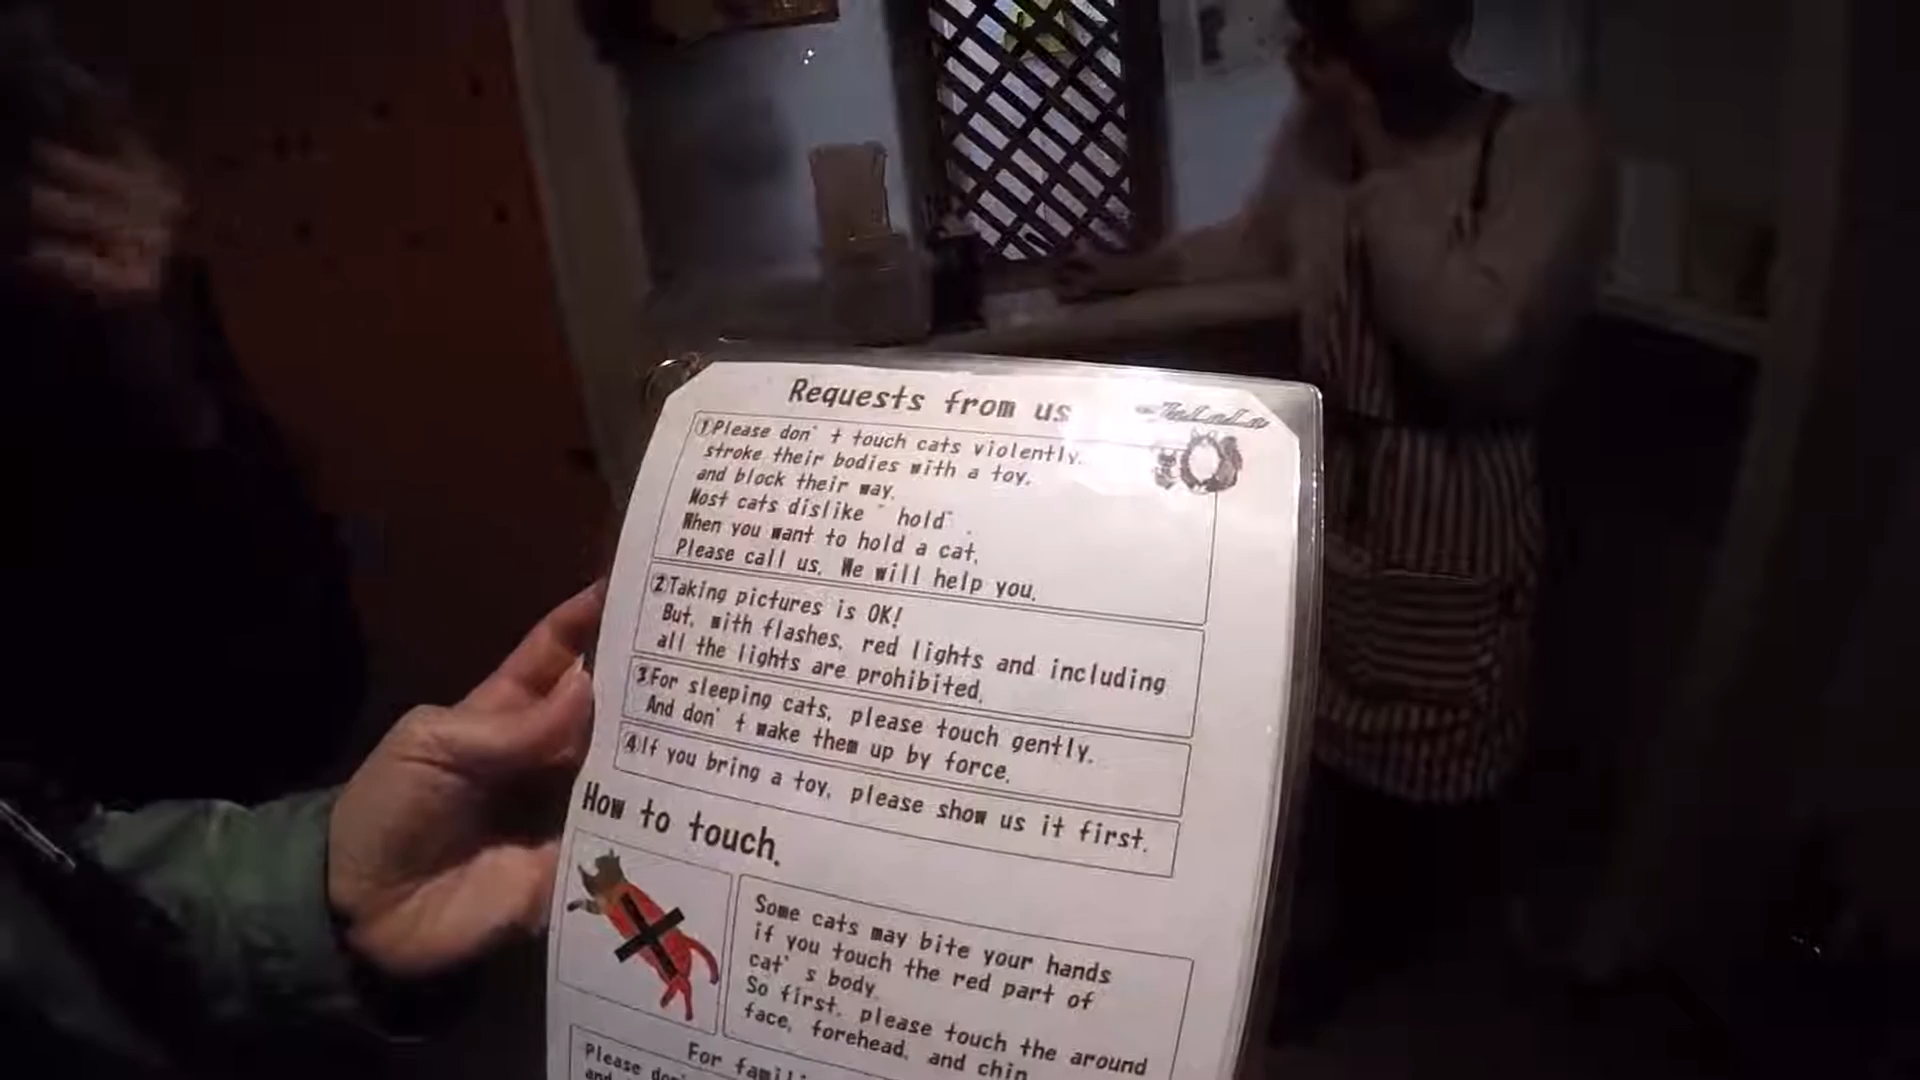 Requests from us
①Please don't touch cats violently.
stroke their bodies with a toy.
and block their way.
Most cats dislike "hold".
When you want to hold a cat,
Please call us. We will help you.
②Taking pictures is OK!
But, with flashes, red lights and including
all the lights are prohibited.
③For sleeping cats, please touch gently.
And don't wake them up by force.
④If you bring a toy, please show us it first.
How to touch.
Some cats may bite your hands
if you touch the red part of
cat's body.
So first, please touch the around
face, forehead, and chin
For
Please
and